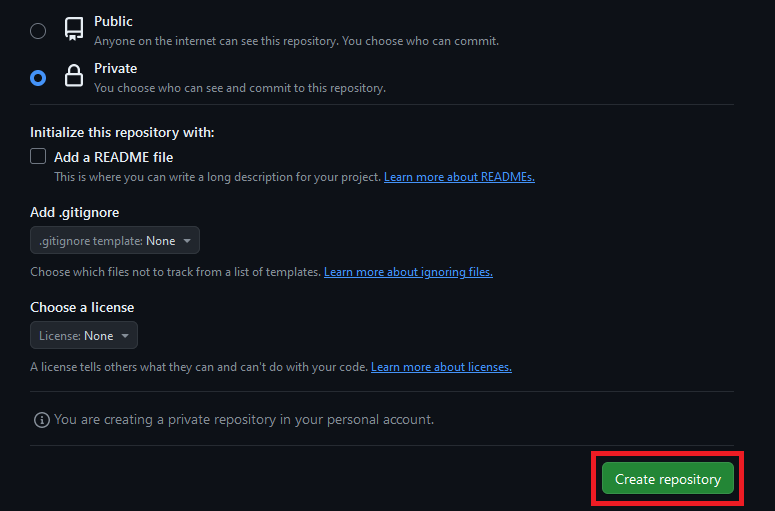 Public
Anyone on the internet can see this repository. You choose who can commit.
Private
You choose who can see and commit to this repository.
Initialize this repository with:
Add a README file
This is where you can write a long description for your project. Learn more about READMEs.
Add .gitignore
.gitignore template: None
Choose which files not to track from a list of templates. Learn more about ignoring files.
Choose a license
License: None
A license tells others what they can and can't do with your code. Learn more about licenses.
You are creating a private repository in your personal account.
Create repository